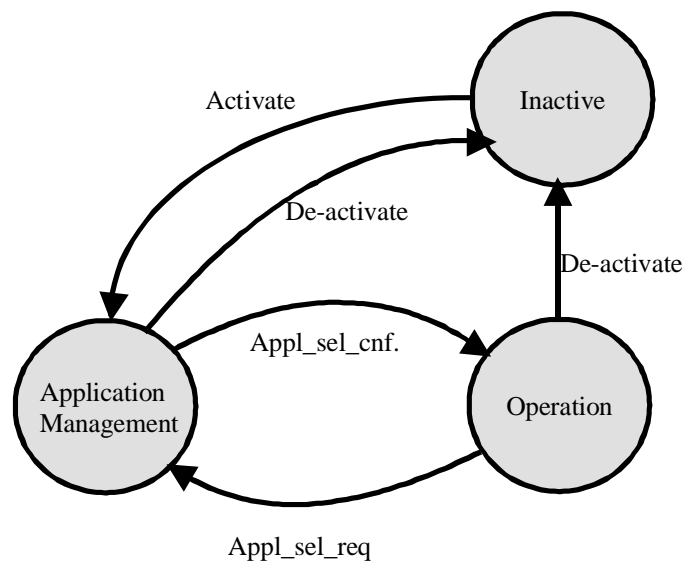 Activate
Inactive
De-activate
De-activate
Appl_sel_cnf.
Application
Management
Operation
Appl_sel_req